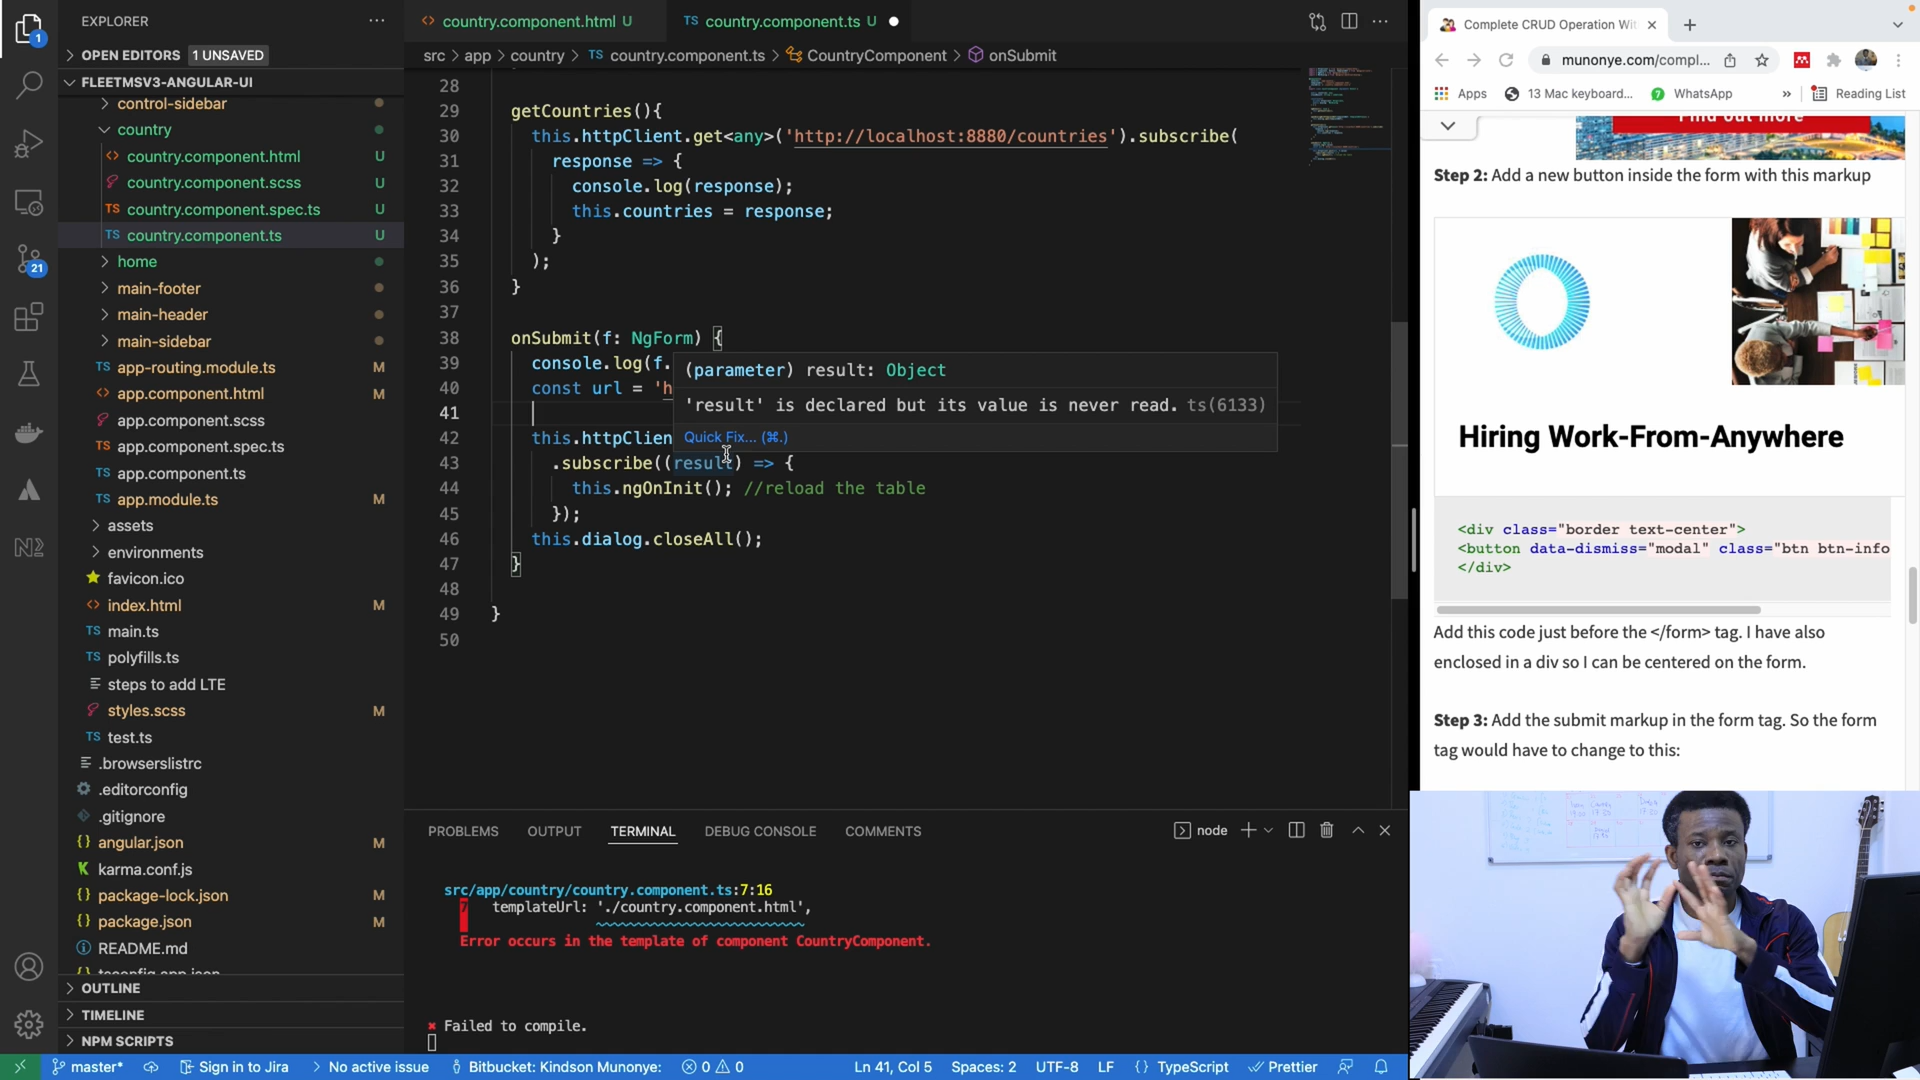 EXPLORER
OPEN EDITORS 1 UNSAVED
FLEETMSV3-ANGULAR-UI
control-sidebar
country
country.component.html U
country.component.scss U
country.component.spec.ts U
country.component.ts U
home
main-footer
main-header
main-sidebar
app-routing.module.ts M
app.component.html M
app.component.scss
app.component.spec.ts
app.component.ts
app.module.ts M
assets
environments
favicon.ico
index.html M
main.ts
polyfills.ts
steps to add LTE
styles.scss M
test.ts
.browserslistrc
.editorconfig
.gitignore
angular.json M
karma.conf.js
package-lock.json M
package.json M
README.md
OUTLINE
TIMELINE
NPM SCRIPTS
1
21
country.component.html U
country.component.ts U
src > app > country > TS country.component.ts > CountryComponent > onSubmit
28
29 getCountries(){
30 this.httpClient.get<any>('http://localhost:8880/countries').subscribe(
31 response => {
32 console.log(response);
33 this.countries = response;
34 }
35 );
36 }
37
38 onSubmit(f: NgForm) {
39 console.log(f.
40 const url = 'h
41
42 this.httpClien
43 .subscribe((result) => {
44 this.ngOnInit(); //reload the table
45 });
46 this.dialog.closeAll();
47 }
48
49 }
50
(parameter) result: Object
'result' is declared but its value is never read. ts(6133)
Quick Fix... (⌘.)
PROBLEMS OUTPUT TERMINAL DEBUG CONSOLE COMMENTS
node
src/app/country/country.component.ts:7:16
7 templateUrl: './country.component.html',
Error occurs in the template of component CountryComponent.
✖ Failed to compile.
master* Sign in to Jira No active issue Bitbucket: Kindson Munonye: 0 0 Ln 41, Col 5 Spaces: 2 UTF-8 LF {} TypeScript Prettier
Complete CRUD Operation Wit
munonye.com/compl...
Apps 13 Mac keyboard... WhatsApp » Reading List
Find out more
Step 2: Add a new button inside the form with this markup
Hiring Work-From-Anywhere
<div class="border text-center">
<button data-dismiss="modal" class="btn btn-info
</div>
Add this code just before the </form> tag. I have also
enclosed in a div so I can be centered on the form.
Step 3: Add the submit markup in the form tag. So the form
tag would have to change to this: